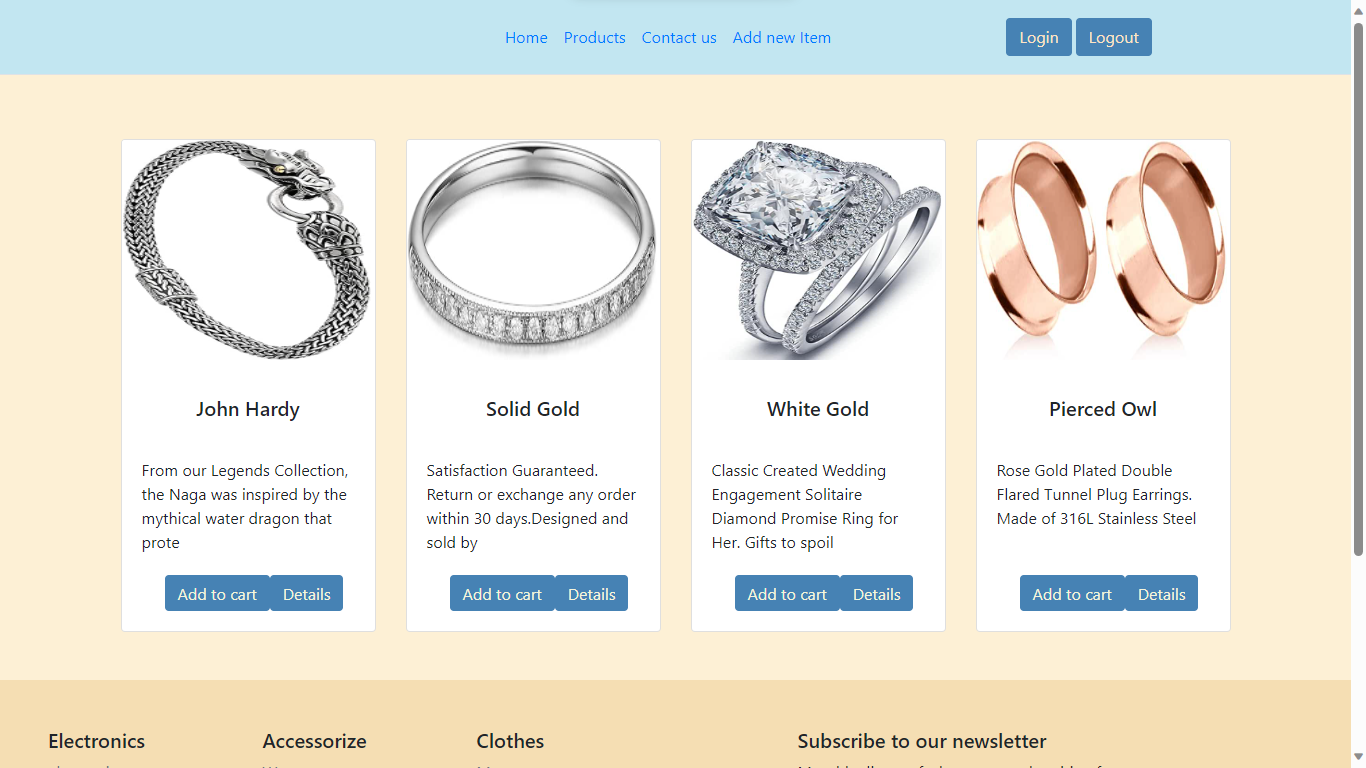 Home Products Contact us Add new Item Login Logout
John Hardy
From our Legends Collection,
the Naga was inspired by the
mythical water dragon that
prote
Add to cart Details
Solid Gold
Satisfaction Guaranteed.
Return or exchange any order
within 30 days.Designed and
sold by
Add to cart Details
White Gold
Classic Created Wedding
Engagement Solitaire
Diamond Promise Ring for
Her. Gifts to spoil
Add to cart Details
Pierced Owl
Rose Gold Plated Double
Flared Tunnel Plug Earrings.
Made of 316L Stainless Steel
Add to cart Details
Electronics Accessorize Clothes Subscribe to our newsletter